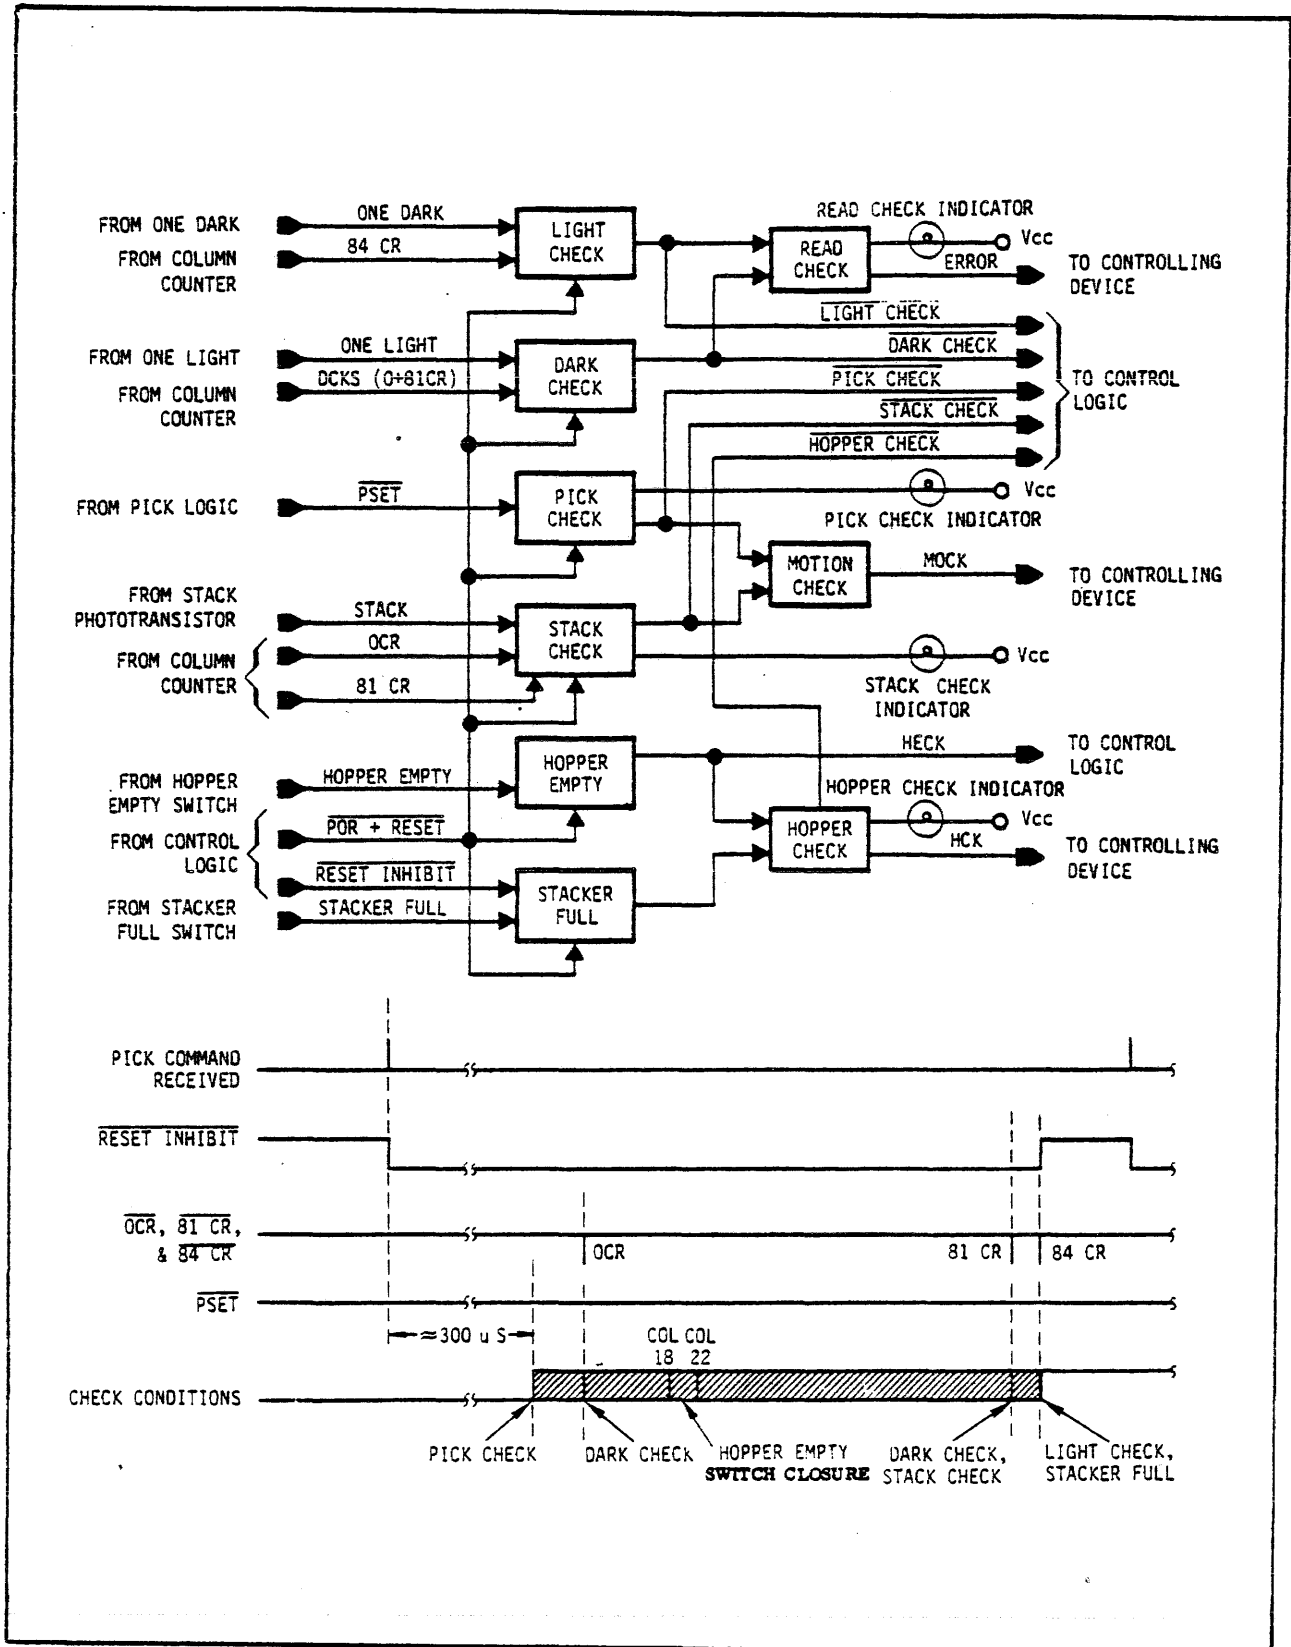 FROM ONE DARK
ONE DARK
FROM COLUMN
COUNTER
84 CR
LIGHT
CHECK
READ CHECK INDICATOR
READ
CHECK
Vcc
ERROR
TO CONTROLLING
DEVICE
LIGHT CHECK
DARK CHECK
PICK CHECK
STACK CHECK
HOPPER CHECK
TO CONTROL
LOGIC
FROM ONE LIGHT
ONE LIGHT
FROM COLUMN
COUNTER
DCKS (0+81CR)
DARK
CHECK
FROM PICK LOGIC
PSET
PICK
CHECK
Vcc
PICK CHECK INDICATOR
MOTION
CHECK
MOCK
TO CONTROLLING
DEVICE
FROM STACK
PHOTOTRANSISTOR
STACK
FROM COLUMN
COUNTER
OCR
81 CR
STACK
CHECK
Vcc
STACK CHECK
INDICATOR
FROM HOPPER
EMPTY SWITCH
HOPPER EMPTY
HOPPER
EMPTY
HECK
TO CONTROL
LOGIC
HOPPER CHECK INDICATOR
FROM CONTROL
LOGIC
POR + RESET
RESET INHIBIT
HOPPER
CHECK
Vcc
HCK
TO CONTROLLING
DEVICE
FROM STACKER
FULL SWITCH
STACKER FULL
STACKER
FULL
PICK COMMAND
RECEIVED
RESET INHIBIT
OCR, 81 CR,
& 84 CR
OCR
81 CR
84 CR
PSET
≈300 u S
COL COL
18 22
CHECK CONDITIONS
PICK CHECK
DARK CHECK
HOPPER EMPTY
SWITCH CLOSURE
DARK CHECK,
STACK CHECK
LIGHT CHECK,
STACKER FULL